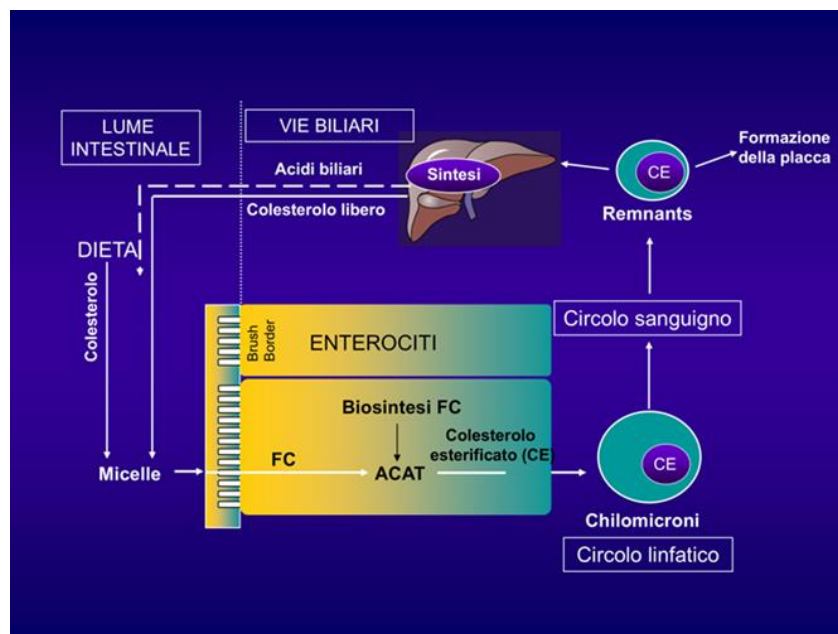 LUME
INTESTINALE
VIE BILIARI
Acidi biliari
Sintesi
Colesterolo libero
CE
Formazione
della placca
Remnants
DIETA
Colesterolo
Brush
Border
ENTEROCITI
Circolo sanguigno
Biosintesi FC
Colesterolo
esterificato (CE)
FC
ACAT
Micelle
CE
Chilomicroni
Circolo linfatico